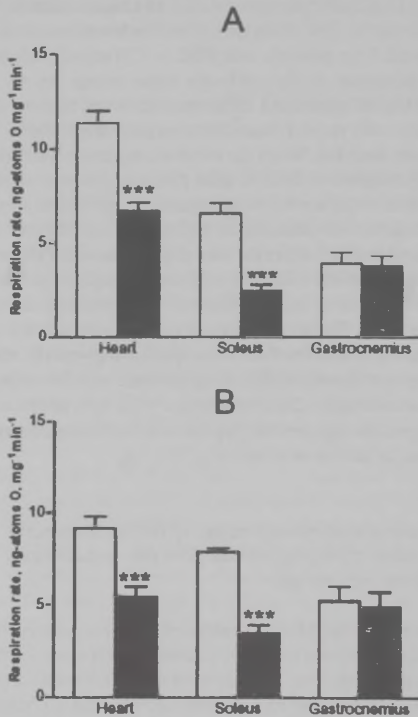 A
Respiration rate, ng-atoms O mg⁻¹ min⁻¹
15
10
5
0
***
***
Heart Soleus Gastrocnemius
B
Respiration rate, ng-atoms O, mg⁻¹ min⁻¹
15
10
5
0
***
***
Heart Soleus Gastrocnemius